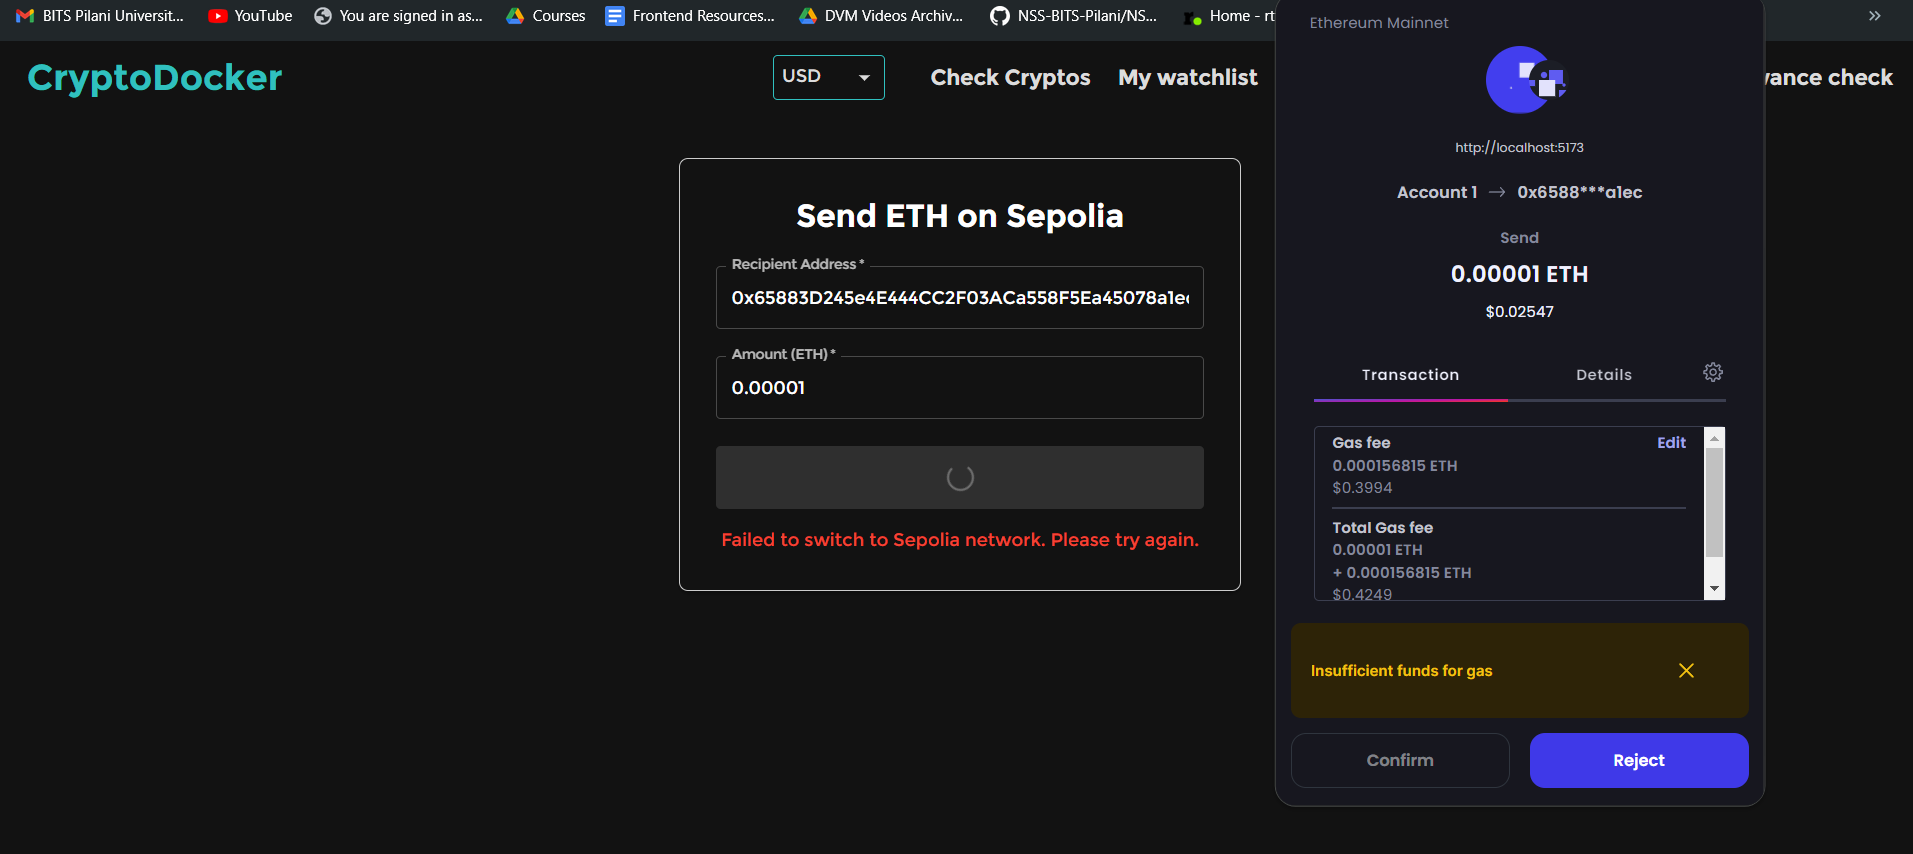 BITS Pilani Universit...
YouTube
You are signed in as...
Courses
Frontend Resources...
DVM Videos Archiv...
NSS-BITS-Pilani/NS...
Home - rt
»
CryptoDocker
USD
Check Cryptos
My watchlist
vance check
Send ETH on Sepolia
Recipient Address *
0x65883D245e4E444CC2F03ACa558F5Ea45078a1ec
Amount (ETH) *
0.00001
Failed to switch to Sepolia network. Please try again.
Ethereum Mainnet
http://localhost:5173
Account 1 → 0x6588***a1ec
Send
0.00001 ETH
$0.02547
Transaction
Details
Gas fee
Edit
0.000156815 ETH
$0.3994
Total Gas fee
0.00001 ETH
+ 0.000156815 ETH
$0.4249
Insufficient funds for gas
Confirm
Reject